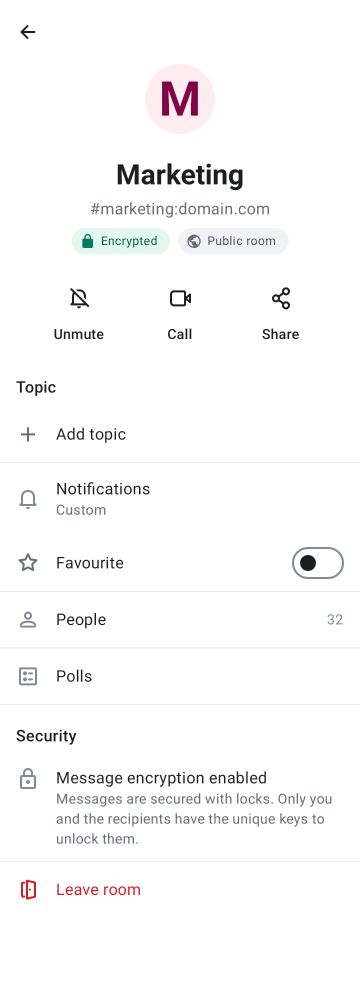 M
Marketing
#marketing:domain.com
Encrypted
Public room
Unmute
Call
Share
Topic
Add topic
Notifications
Custom
Favourite
People
32
Polls
Security
Message encryption enabled
Messages are secured with locks. Only you
and the recipients have the unique keys to
unlock them.
Leave room